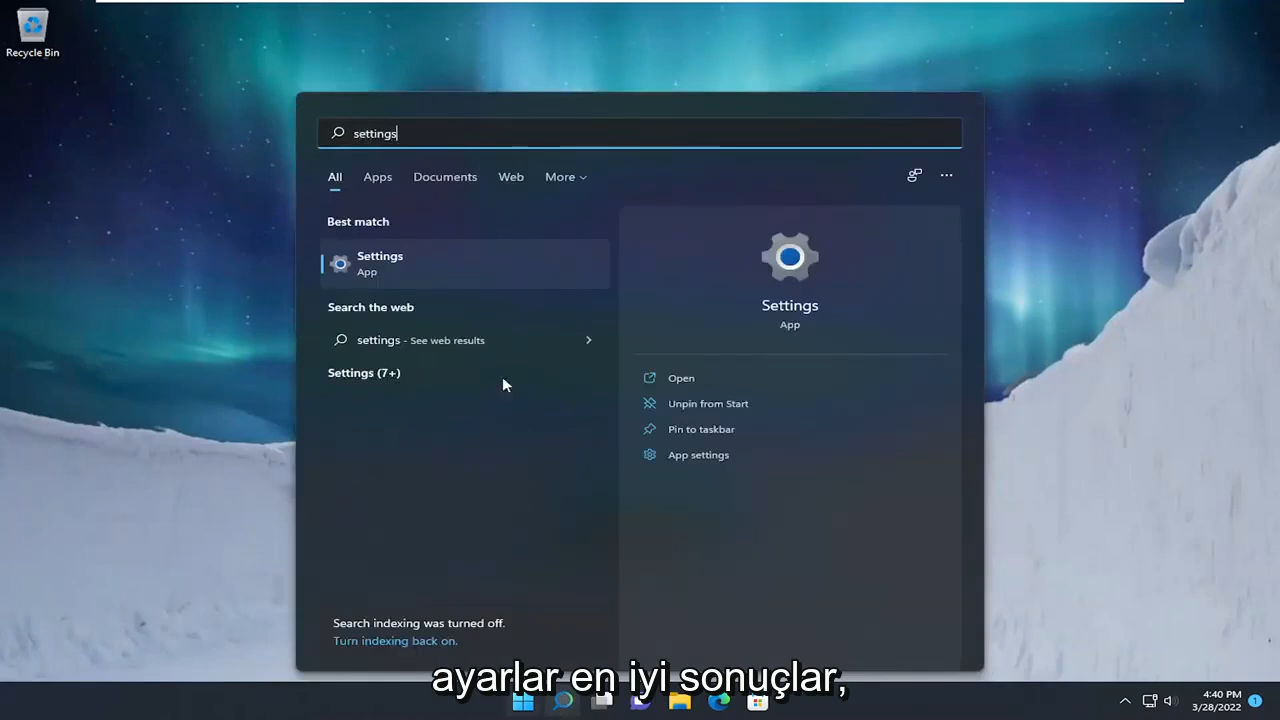 Recycle Bin
settings
All Apps Documents Web More
Best match
Settings
App
Search the web
settings - See web results
Settings (7+)
Settings
App
Open
Unpin from Start
Pin to taskbar
App settings
Search indexing was turned off.
Turn indexing back on.
ayarlar en iyi sonuçlar,
4:40 PM
3/28/2022
1